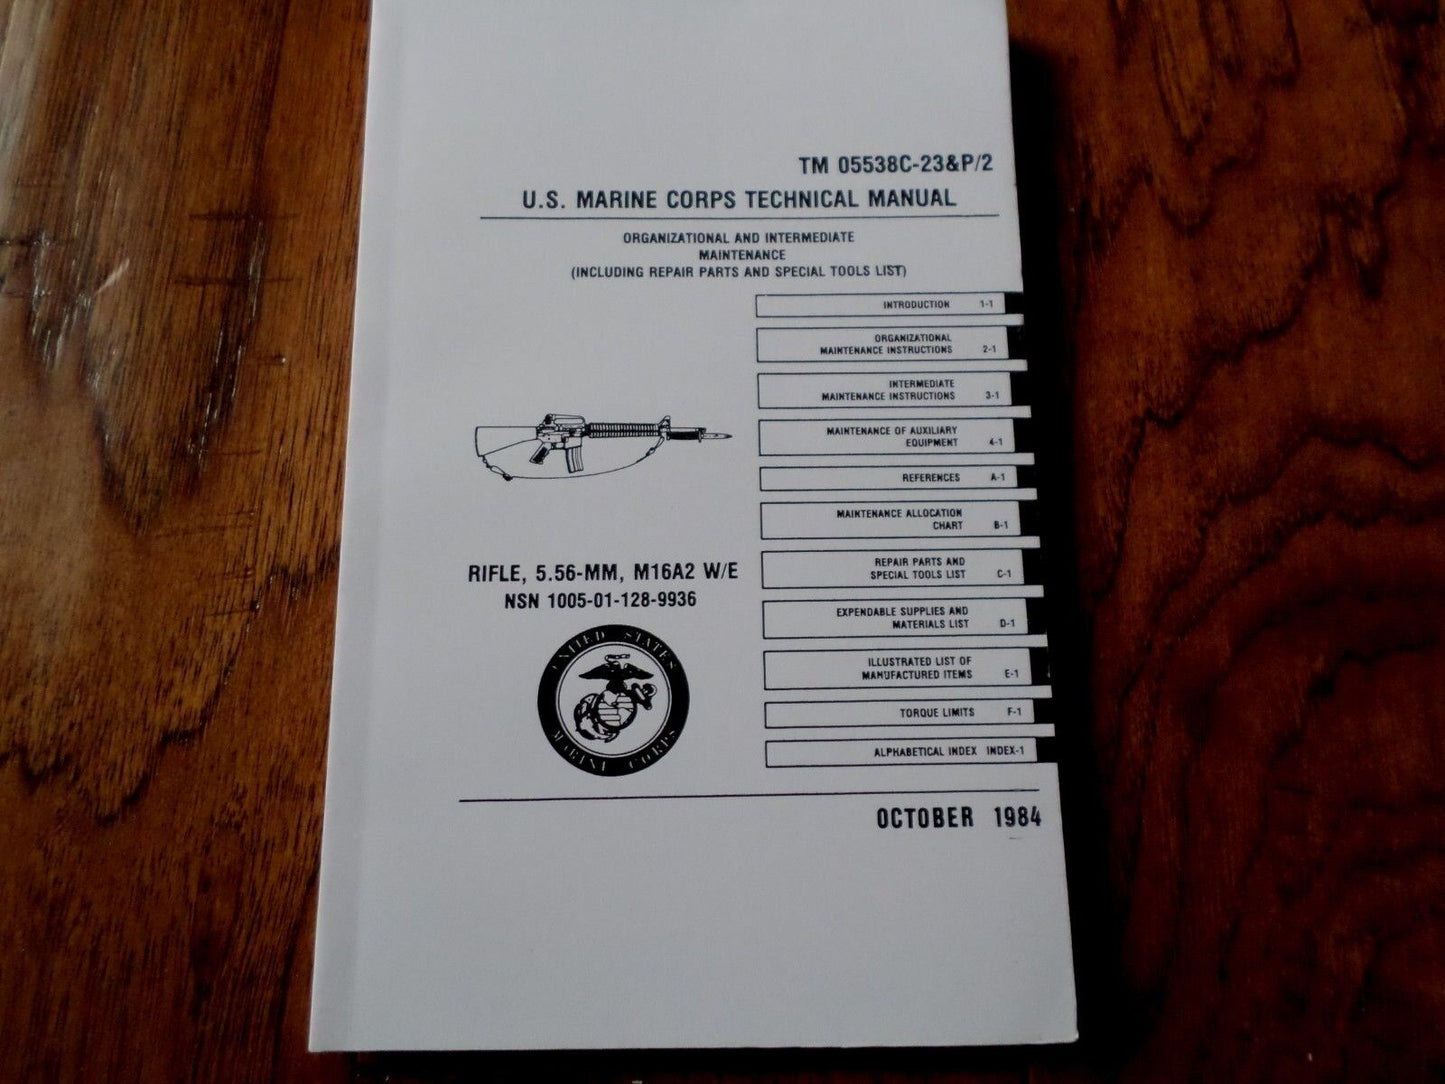 TM 05538C-23&P/2
U.S. MARINE CORPS TECHNICAL MANUAL
ORGANIZATIONAL AND INTERMEDIATE
MAINTENANCE
(INCLUDING REPAIR PARTS AND SPECIAL TOOLS LIST)
INTRODUCTION 1-1
ORGANIZATIONAL
MAINTENANCE INSTRUCTIONS 2-1
INTERMEDIATE
MAINTENANCE INSTRUCTIONS 3-1
MAINTENANCE OF AUXILIARY
EQUIPMENT 4-1
REFERENCES A-1
MAINTENANCE ALLOCATION
CHART B-1
REPAIR PARTS AND
SPECIAL TOOLS LIST C-1
EXPENDABLE SUPPLIES AND
MATERIALS LIST D-1
ILLUSTRATED LIST OF
MANUFACTURED ITEMS E-1
TORQUE LIMITS F-1
ALPHABETICAL INDEX INDEX-1
RIFLE, 5.56-MM, M16A2 W/E
NSN 1005-01-128-9936
UNITED STATES
MARINE CORPS
OCTOBER 1984